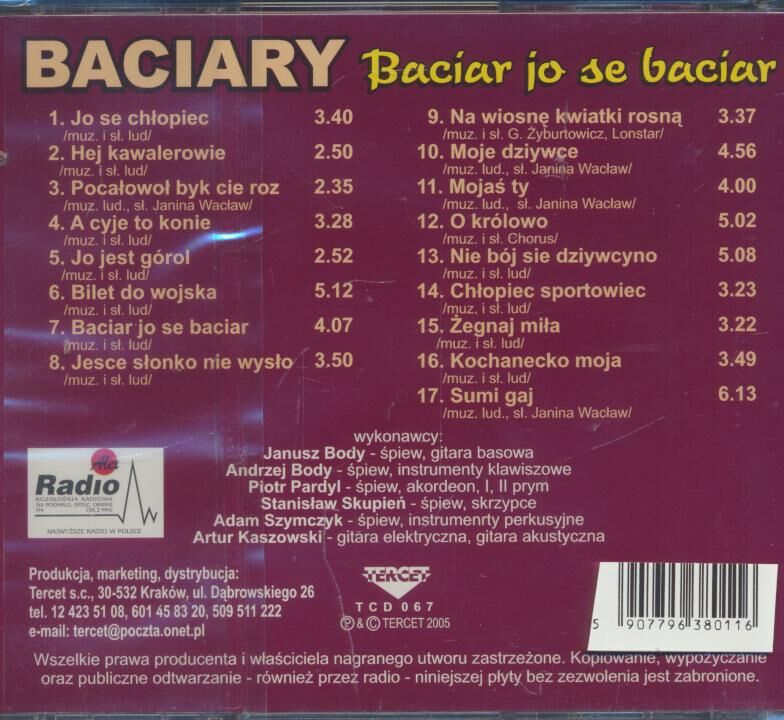 BACIARY Baciar jo se baciar
1. Jo se chłopiec 3.40
/muz. i sł. lud/
2. Hej kawalerowie 2.50
/muz. i sł. lud/
3. Pocałowoł byk cie roz 2.35
/muz. lud., sł. Janina Wacław/
4. A cyje to konie 3.28
/muz. i sł. lud/
5. Jo jest górol 2.52
/muz. i sł. lud/
6. Bilet do wojska 5.12
/muz. i sł. lud/
7. Baciar jo se baciar 4.07
/muz. i sł. lud/
8. Jesce słonko nie wysło 3.50
/muz. i sł. lud/
9. Na wiosnę kwiatki rosną 3.37
/muz. i sł. G. Żyburtowicz, Lonstar/
10. Moje dziywce 4.56
/muz. lud., sł. Janina Wacław/
11. Mojaś ty 4.00
/muz. lud., sł. Janina Wacław/
12. O królowo 5.02
/muz. i sł. Chorus/
13. Nie bój sie dziywcyno 5.08
/muz. i sł. lud/
14. Chłopiec sportowiec 3.23
/muz. i sł. lud/
15. Żegnaj miła 3.22
/muz. i sł. lud/
16. Kochanecko moja 3.49
/muz. i sł. lud/
17. Sumi gaj 6.13
/muz. lud., sł. Janina Wacław/
wykonawcy:
Janusz Body - śpiew, gitara basowa
Andrzej Body - śpiew, instrumenty klawiszowe
Piotr Pardyl - śpiew, akordeon, I, II prym
Stanisław Skupień - śpiew, skrzypce
Adam Szymczyk - śpiew, instrumenrty perkusyjne
Artur Kaszowski - gitara elektryczna, gitara akustyczna
Alex
Radio
ROZGŁOŚNIA RADIOWA
NA PODHALE, SPISZ, ORAWĘ
FM 105,2 MHz
NAJWYŻSZE RADIO W POLSCE
Produkcja, marketing, dystrybucja:
Tercet s.c., 30-532 Kraków, ul. Dąbrowskiego 26
tel. 12 423 51 08, 601 45 83 20, 509 511 222
e-mail: tercet@poczta.onet.pl
TERCET
TCD 067
Ⓟ & © TERCET 2005
5 907796 380116
Wszelkie prawa producenta i właściciela nagranego utworu zastrzeżone. Kopiowanie, wypożyczanie
oraz publiczne odtwarzanie - również przez radio - niniejszej płyty bez zezwolenia jest zabronione.